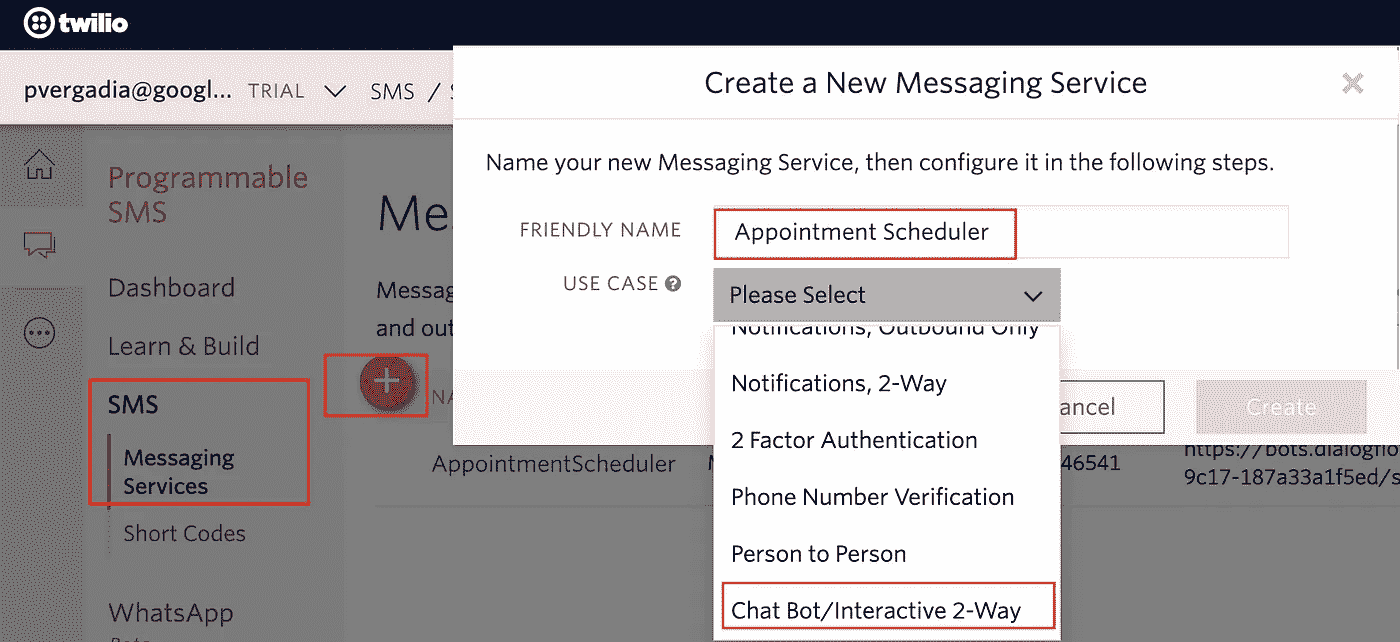 twilio
pvergadia@googl... TRAIL SMS /
Create a New Messaging Service
Name your new Messaging Service, then configure it in the following steps.
FRIENDLY NAME Appointment Scheduler
USE CASE ? Please Select
Notifications, Outbound Only
Notifications, 2-Way
2 Factor Authentication
Phone Number Verification
Person to Person
Chat Bot/Interactive 2-Way
ancel Create
Programmable
SMS
Dashboard
Learn & Build
SMS
Messaging
Services
Short Codes
WhatsApp
Me
Messag
and out
NA
AppointmentScheduler
46541
https://bots.dialogflo
9c17-187a33a1f5ed/s